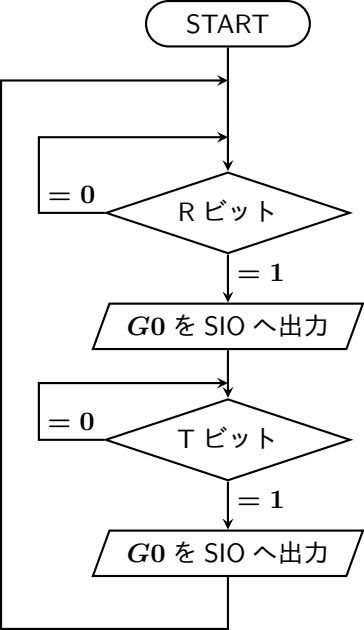 START
= 0
R ビット
= 1
G0 を SIO へ出力
= 0
T ビット
= 1
G0 を SIO へ出力